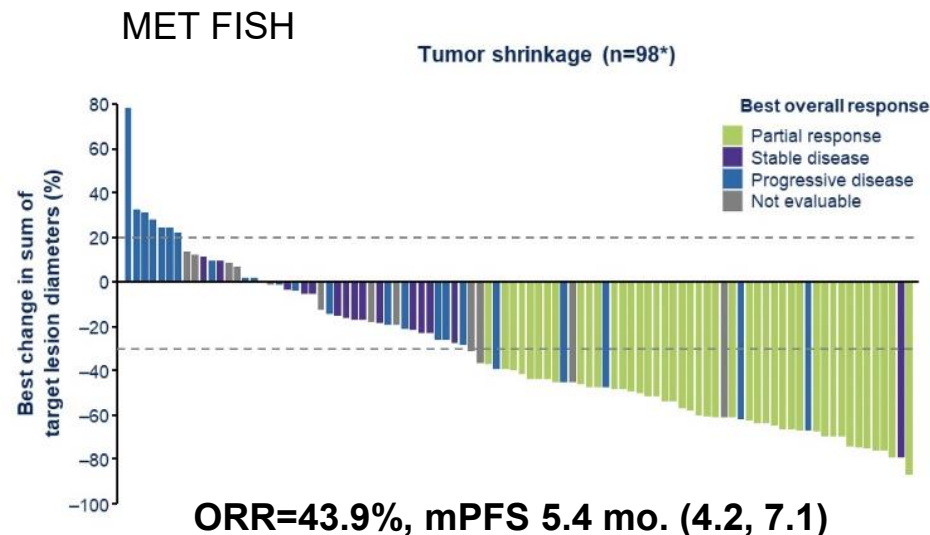 MET FISH
Tumor shrinkage (n=98*)
Best overall response
Partial response
Stable disease
Progressive disease
Not evaluable
Best change in sum of
target lesion diameters (%)
80
60
40
20
0
–20
–40
–60
–80
–100
ORR=43.9%, mPFS 5.4 mo. (4.2, 7.1)